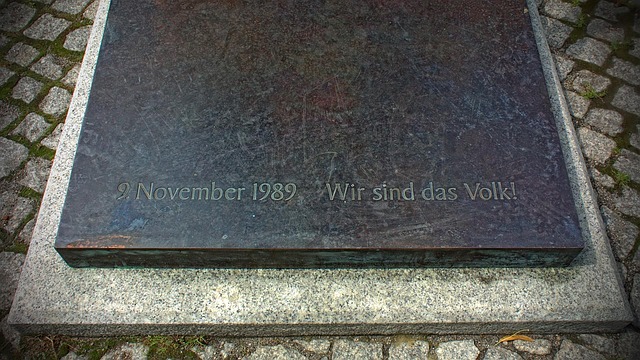 9. November 1989 Wir sind das Volk!